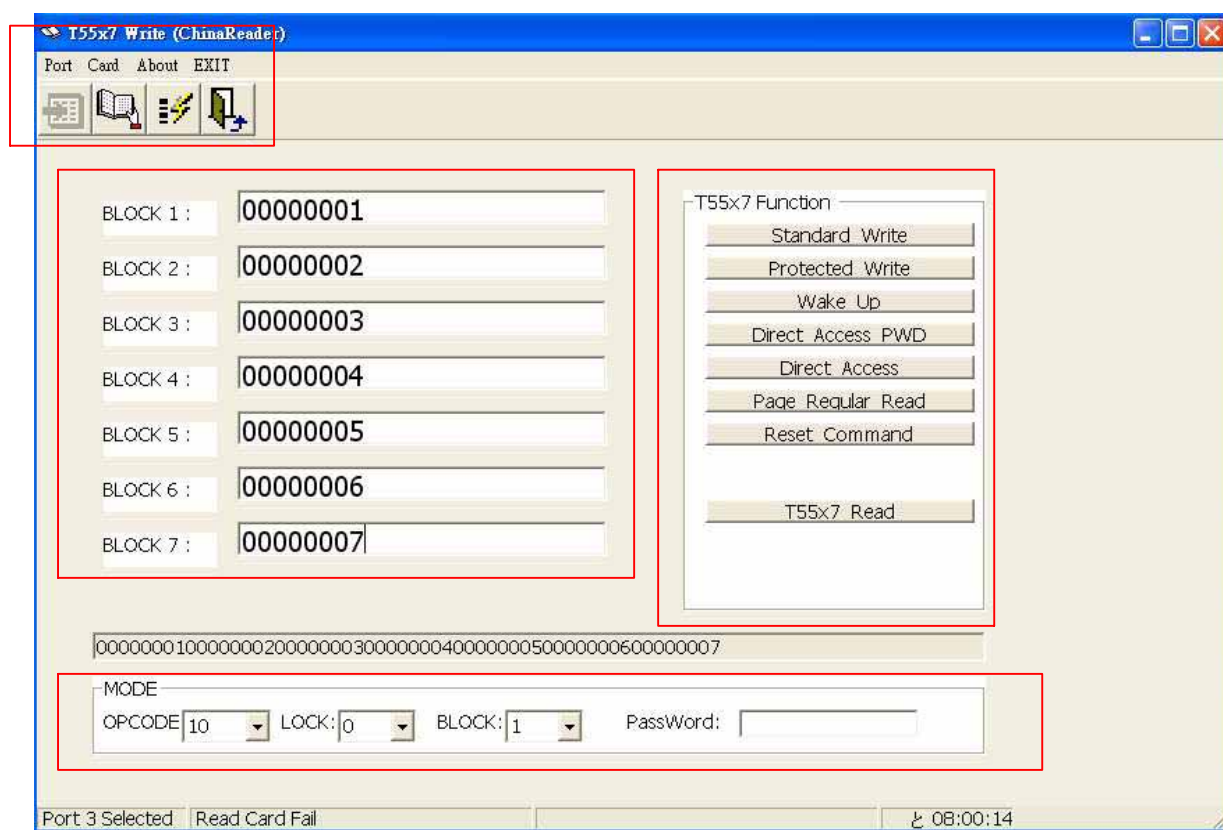 T55x7 Write (ChinaReader)
Port Card About EXIT
BLOCK 1 : 00000001
BLOCK 2 : 00000002
BLOCK 3 : 00000003
BLOCK 4 : 00000004
BLOCK 5 : 00000005
BLOCK 6 : 00000006
BLOCK 7 : 00000007
T55x7 Function
Standard Write
Protected Write
Wake Up
Direct Access PWD
Direct Access
Page Regular Read
Reset Command
T55x7 Read
00000001000000020000000300000004000000050000000600000007
MODE
OPCODE 10 LOCK: 0 BLOCK: 1 PassWord:
Port 3 Selected Read Card Fail と 08:00:14